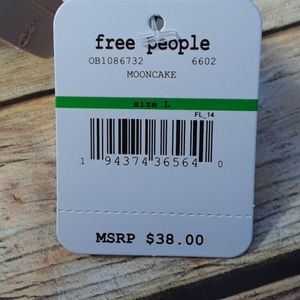 free people
OB1086732 6602
MOONCAKE
size L
FL_14
1 94374 36564 0
MSRP $38.00